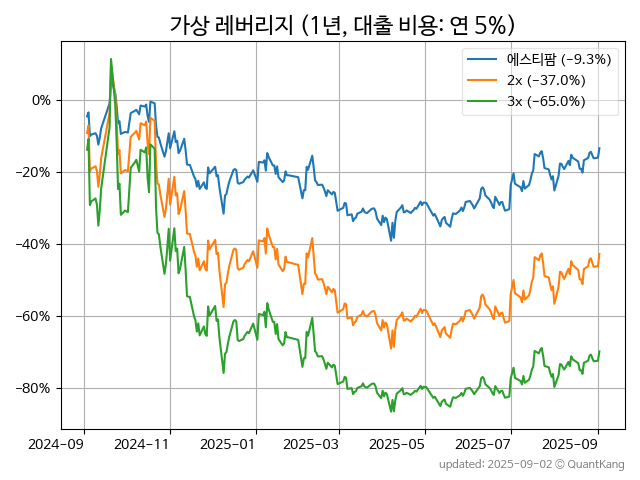 가상 레버리지 (1년, 대출 비용: 연 5%)
에스티팜 (−9.3%)
2x (−37.0%)
3x (−65.0%)
0%
−20%
−40%
−60%
−80%
2024-09 2024-11 2025-01 2025-03 2025-05 2025-07 2025-09
updated: 2025-09-02 © QuantKang